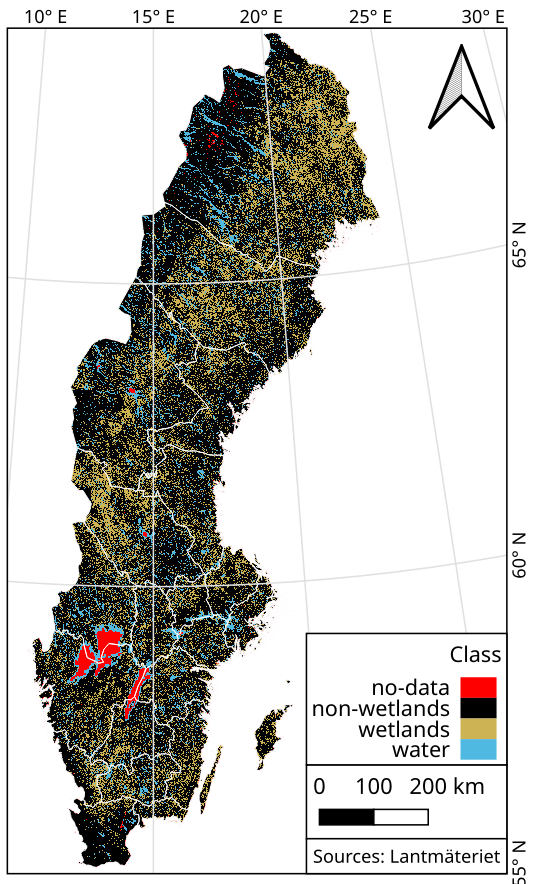 10° E 15° E 20° E 25° E 30° E
65° N
60° N
Class
no-data
non-wetlands
wetlands
water
0 100 200 km
Sources: Lantmäteriet
55° N